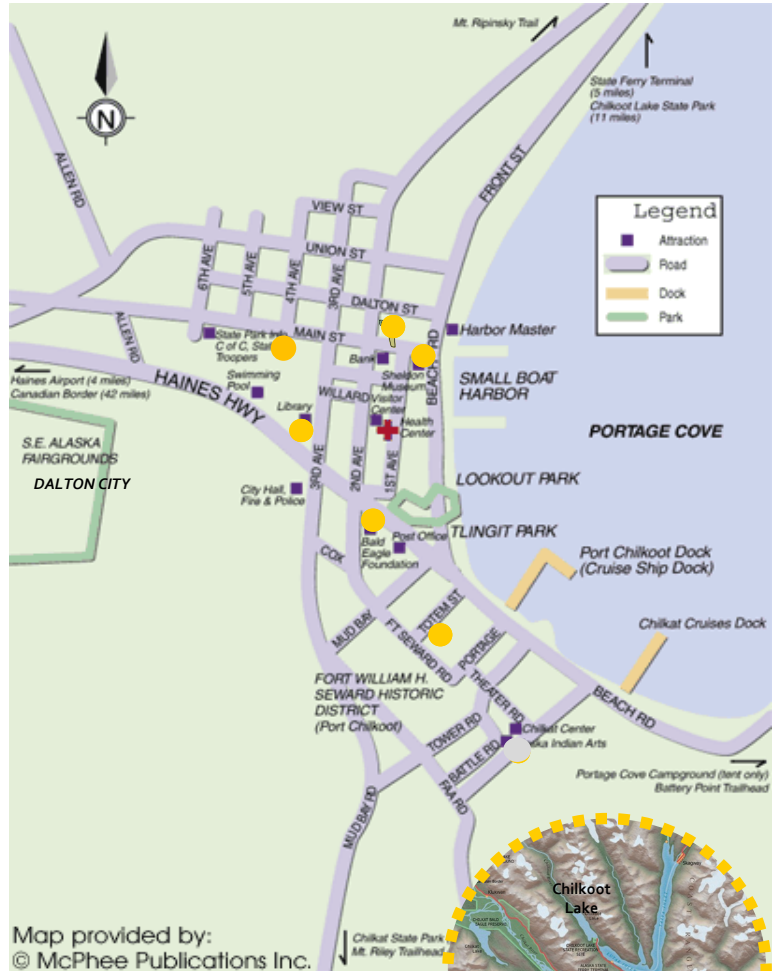 Mt. Ripinsky Trail
State Ferry Terminal
(5 miles)
Chilkoot Lake State Park
(11 miles)
N
ALLEN RD
FRONT ST
VIEW ST
Legend
Attraction
Road
Dock
Park
UNION ST
6TH AVE
5TH AVE
4TH AVE
3RD AVE
DALTON ST
ALLEN RD
State Park Info
C of C, State
Troopers
MAIN ST
Harbor Master
Bank
Sheldon
Museum
BEACH RD
Haines Airport (4 miles)
Canadian Border (42 miles)
HAINES HWY
Swimming
Pool
SMALL BOAT
HARBOR
WILLARD
Visitor
Center
Library
Health
Center
PORTAGE COVE
S.E. ALASKA
FAIRGROUNDS
DALTON CITY
3RD AVE
2ND AVE
1ST AVE
LOOKOUT PARK
City Hall,
Fire & Police
TLINGIT PARK
Post Office
Bald
Eagle
Foundation
Port Chilkoot Dock
(Cruise Ship Dock)
COX
MUD BAY
TOTEM ST
FT SEWARD RD
PORTAGE
Chilkat Cruises Dock
FORT WILLIAM H.
SEWARD HISTORIC
DISTRICT
(Port Chilkoot)
THEATER RD
BEACH RD
TOWER RD
Chilkat Center
ska Indian Arts
BATTLE RD
FAA RD
MUD BAY RD
Portage Cove Campground (tent only)
Battery Point Trailhead
Chilkoot
Lake
Map provided by:
© McPhee Publications Inc.
Chilkat State Park
Mt. Riley Trailhead